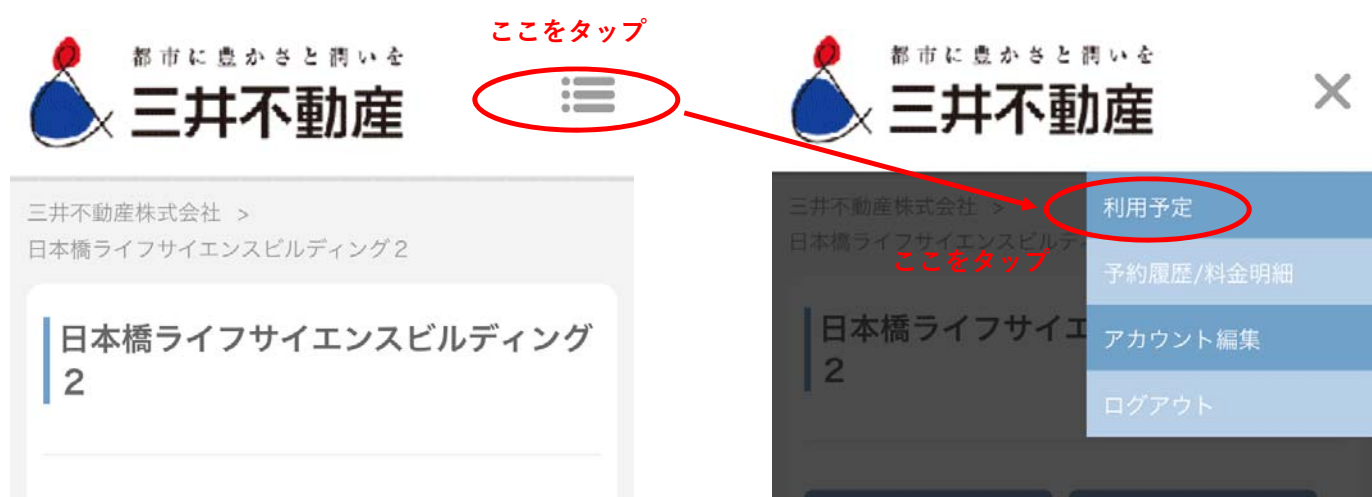 ここをタップ
都市に豊かさと潤いを
三井不動産
三井不動産株式会社 >
日本橋ライフサイエンスビルディング2
日本橋ライフサイエンスビルディング
2
都市に豊かさと潤いを
三井不動産
三井不動産株式会社 >
日本橋ライフサイエンスビルデ
ここをタップ
日本橋ライフサイエ
2
利用予定
予約履歴/料金明細
アカウント編集
ログアウト